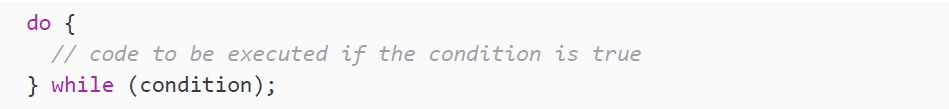 do {
  // code to be executed if the condition is true
} while (condition);